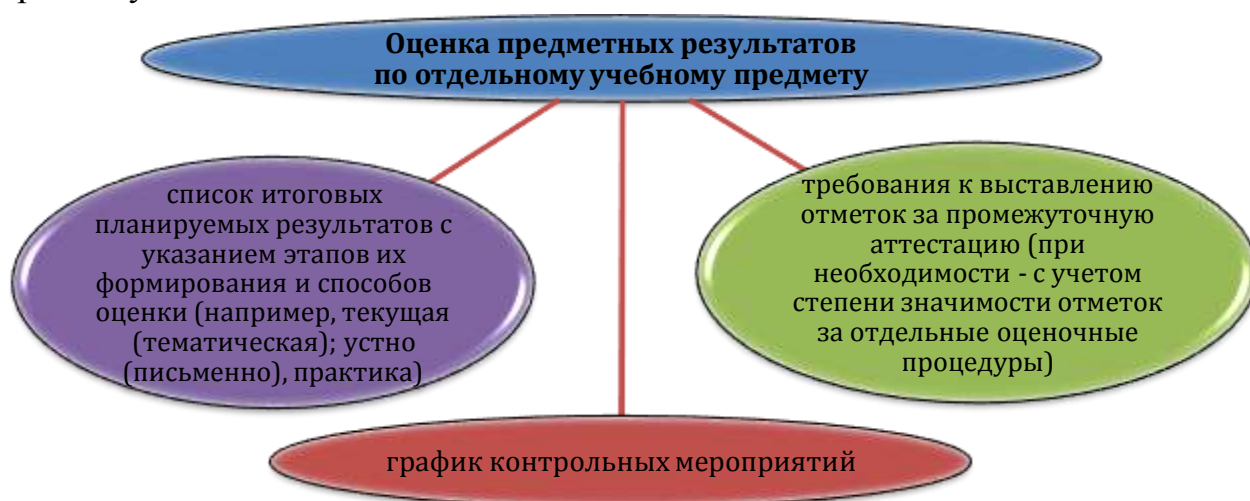 Оценка предметных результатов
по отдельному учебному предмету
список итоговых
планируемых результатов с
указанием этапов их
формирования и способов
оценки (например, текущая
(тематическая); устно
(письменно), практика)
требования к выставлению
отметок за промежуточную
аттестацию (при
необходимости - с учетом
степени значимости отметок
за отдельные оценочные
процедуры)
график контрольных мероприятий